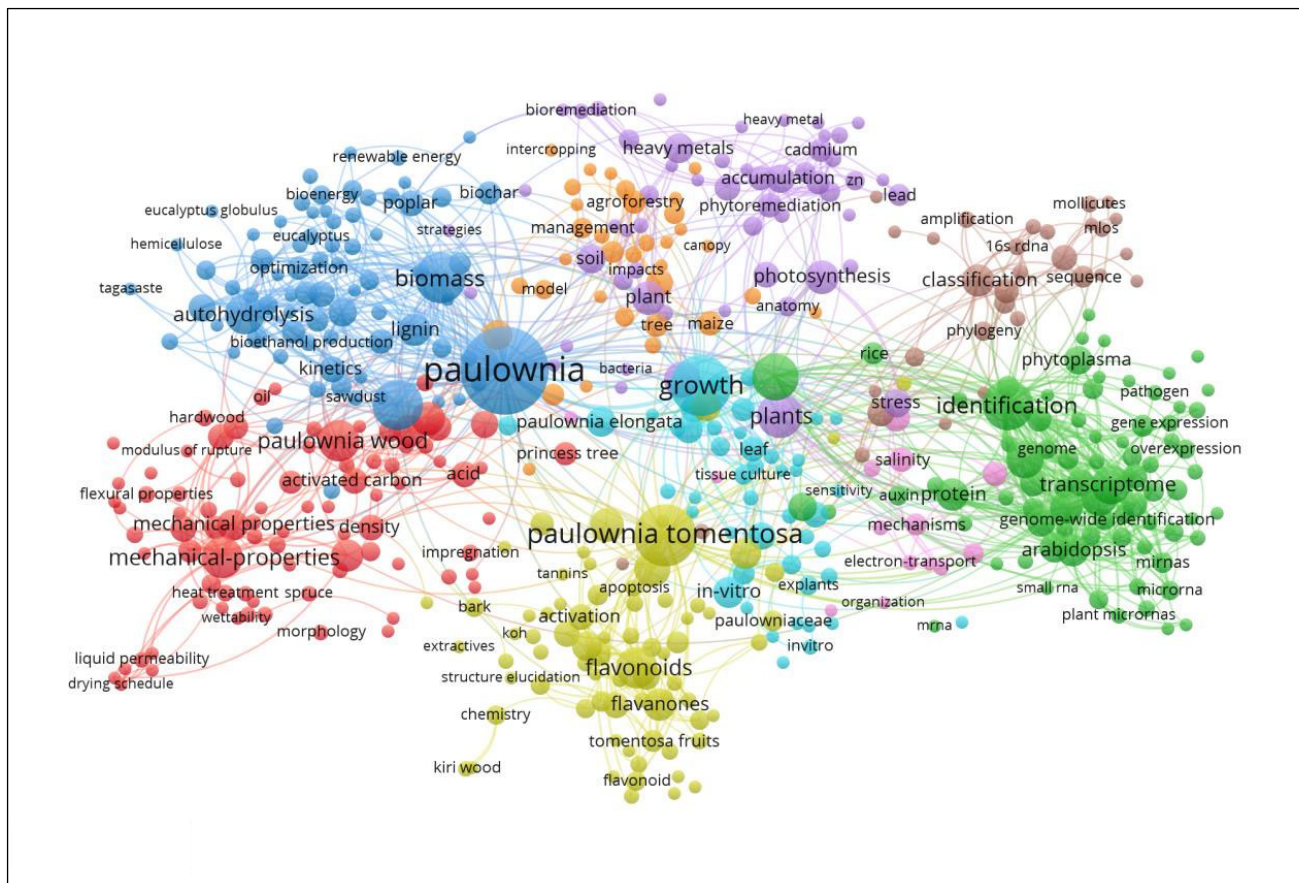 bioremediation
heavy metal
intercropping
heavy metals
cadmium
renewable energy
bioenergy
poplar
biochar
agroforestry
accumulation
zn
phytoremediation
lead
mollicutes
amplification
mlos
eucalyptus globulus
strategies
management
eucalyptus
canopy
16s rdna
hemicellulose
optimization
soil
impacts
biomass
photosynthesis
classification
sequence
tagasaste
model
plant
anatomy
autohydrolysis
lignin
tree
maize
phylogeny
bioethanol production
rice
phytoplasma
kinetics
paulownia
bacteria
growth
pathogen
oil
sawdust
stress
identification
hardwood
paulownia elongata
plants
gene expression
paulownia wood
modulus of rupture
princess tree
leaf
genome
overexpression
salinity
activated carbon
acid
tissue culture
transcriptome
flexural properties
sensitivity
auxin
protein
mechanical properties
density
paulownia tomentosa
mechanisms
genome-wide identification
mechanical-properties
impregnation
arabidopsis
electron-transport
mirnas
tannins
apoptosis
in-vitro
explants
small rna
microrna
heat treatment
spruce
organization
plant micrornas
wettability
bark
activation
paulowniaceae
mrna
morphology
koh
extractives
invitro
liquid permeability
flavonoids
drying schedule
structure elucidation
flavanones
chemistry
tomentosa fruits
kiri wood
flavonoid